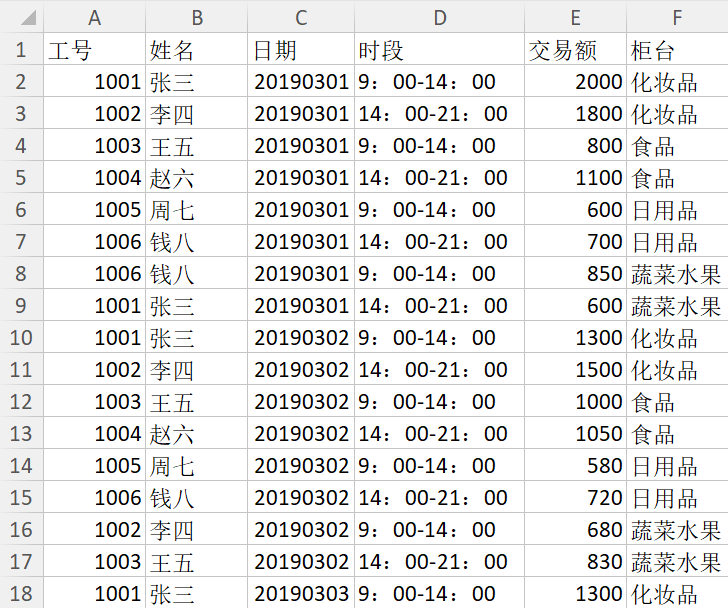 A B C D E F
1 工号 姓名 日期 时段 交易额 柜台
2 1001 张三 20190301 9：00-14：00 2000 化妆品
3 1002 李四 20190301 14：00-21：00 1800 化妆品
4 1003 王五 20190301 9：00-14：00 800 食品
5 1004 赵六 20190301 14：00-21：00 1100 食品
6 1005 周七 20190301 9：00-14：00 600 日用品
7 1006 钱八 20190301 14：00-21：00 700 日用品
8 1006 钱八 20190301 9：00-14：00 850 蔬菜水果
9 1001 张三 20190301 14：00-21：00 600 蔬菜水果
10 1001 张三 20190302 9：00-14：00 1300 化妆品
11 1002 李四 20190302 14：00-21：00 1500 化妆品
12 1003 王五 20190302 9：00-14：00 1000 食品
13 1004 赵六 20190302 14：00-21：00 1050 食品
14 1005 周七 20190302 9：00-14：00 580 日用品
15 1006 钱八 20190302 14：00-21：00 720 日用品
16 1002 李四 20190302 9：00-14：00 680 蔬菜水果
17 1003 王五 20190302 14：00-21：00 830 蔬菜水果
18 1001 张三 20190303 9：00-14：00 1300 化妆品